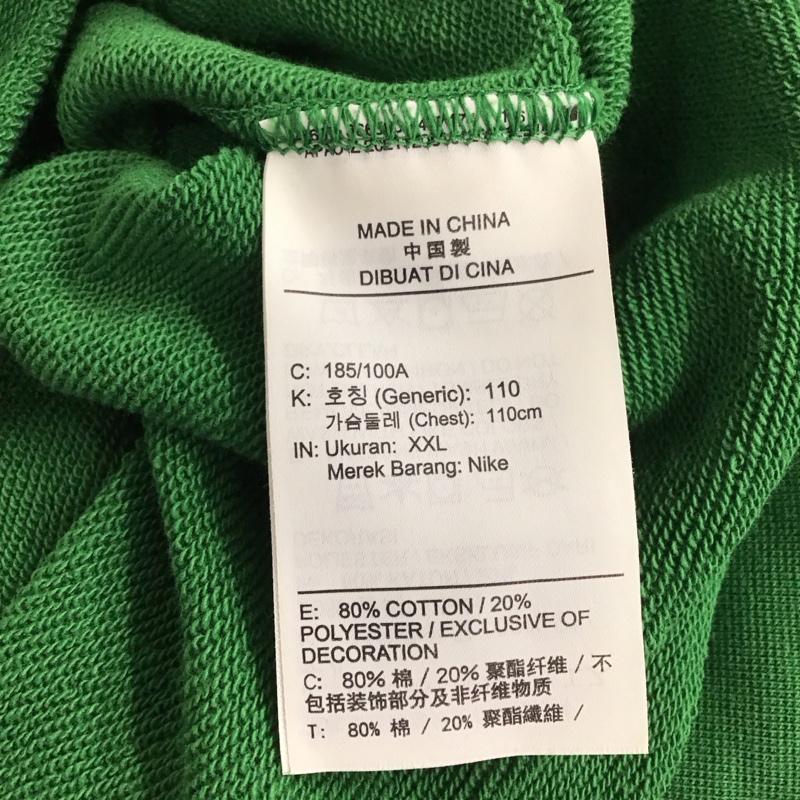 MADE IN CHINA
中国製
DIBUAT DI CINA
C: 185/100A
K: 호칭 (Generic): 110
가슴둘레 (Chest): 110cm
IN: Ukuran: XXL
Merek Barang: Nike
E: 80% COTTON / 20%
POLYESTER / EXCLUSIVE OF
DECORATION
C: 80% 棉 / 20% 聚酯纤维 / 不
包括装饰部分及非纤维物质
T: 80% 棉 / 20% 聚酯纖維 /